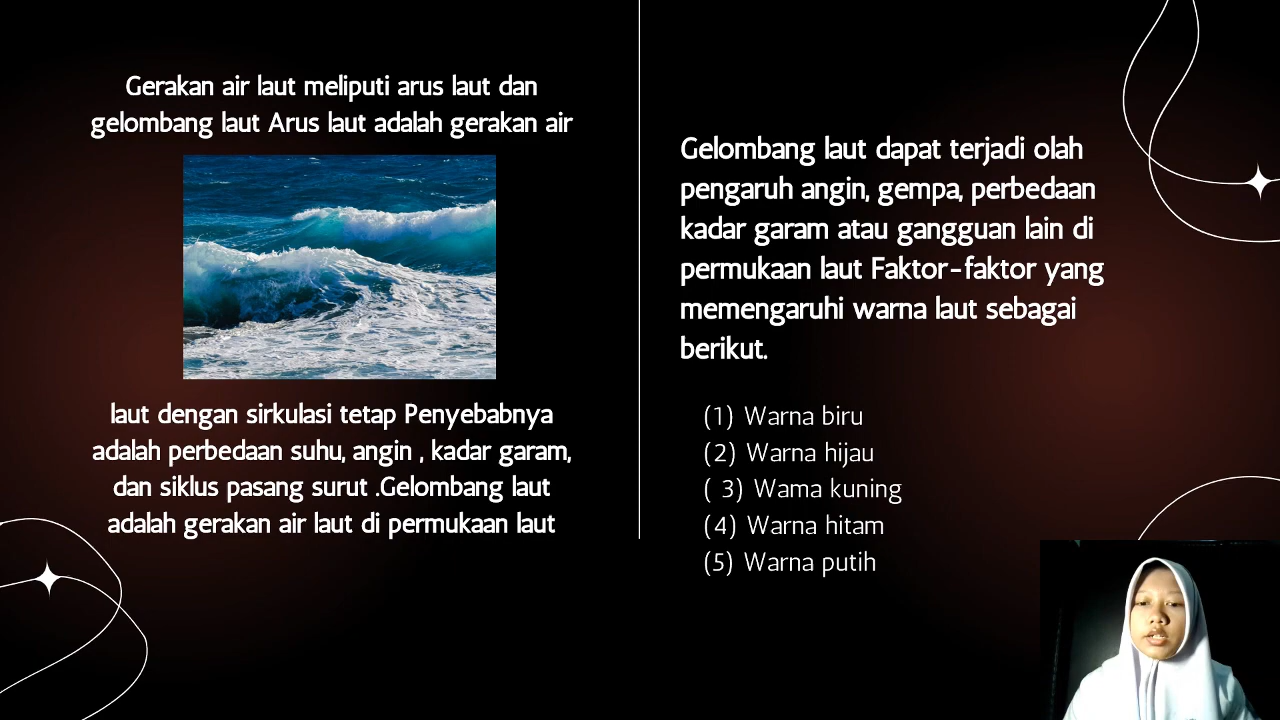 Gerakan air laut meliputi arus laut dan
gelombang laut Arus laut adalah gerakan air
laut dengan sirkulasi tetap Penyebabnya
adalah perbedaan suhu, angin , kadar garam,
dan siklus pasang surut .Gelombang laut
adalah gerakan air laut di permukaan laut
Gelombang laut dapat terjadi olah
pengaruh angin, gempa, perbedaan
kadar garam atau gangguan lain di
permukaan laut Faktor-faktor yang
memengaruhi warna laut sebagai
berikut.
(1) Warna biru
(2) Warna hijau
( 3) Wama kuning
(4) Warna hitam
(5) Warna putih